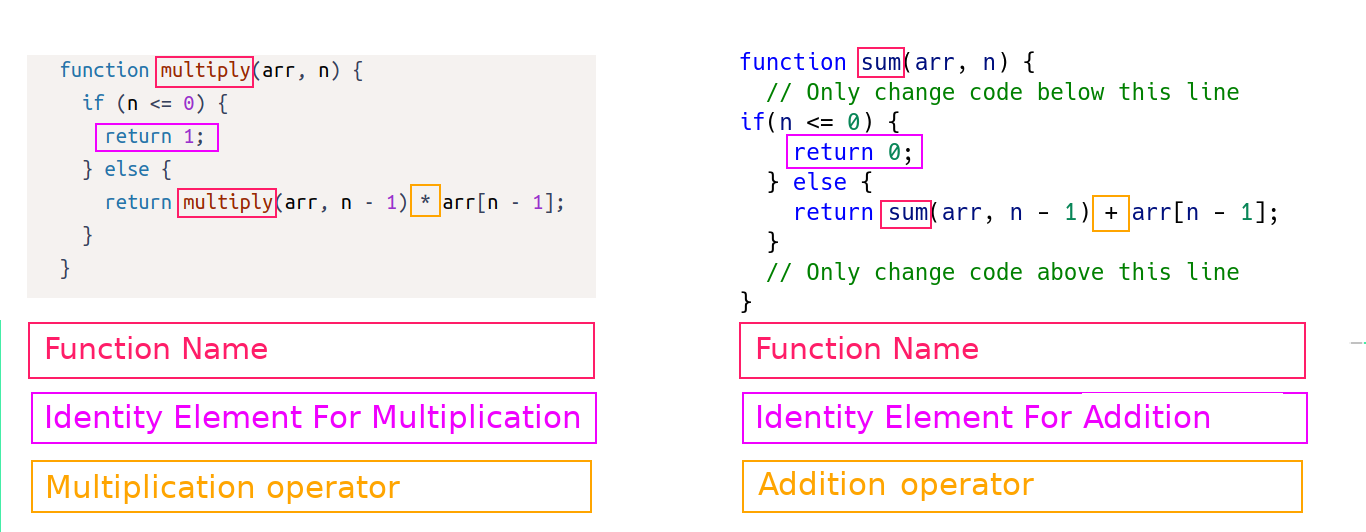 function multiply(arr, n) {
  if (n <= 0) {
    return 1;
  } else {
    return multiply(arr, n - 1) * arr[n - 1];
  }
}
Function Name
Identity Element For Multiplication
Multiplication operator
function sum(arr, n) {
  // Only change code below this line
if(n <= 0) {
    return 0;
  } else {
    return sum(arr, n - 1) + arr[n - 1];
  }
  // Only change code above this line
}
Function Name
Identity Element For Addition
Addition operator